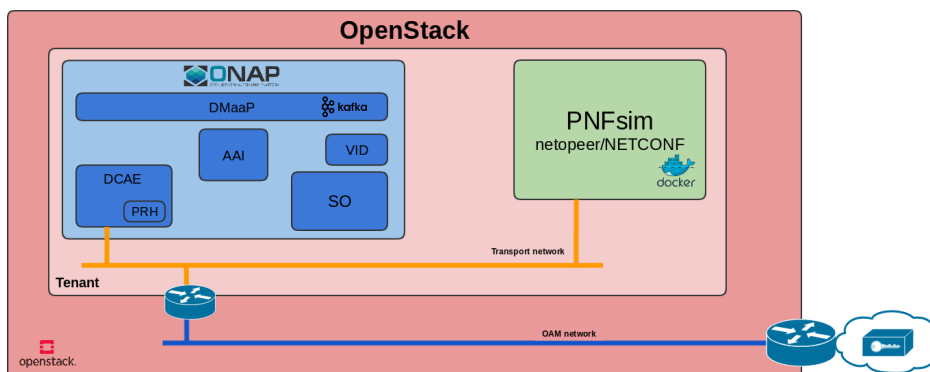 OpenStack
ONAP
DMaaP
kafka
AAI
VID
DCAE
PRH
SO
PNFsim
netopeer/NETCONF
docker
Transport network
Tenant
OAM network
openstack.